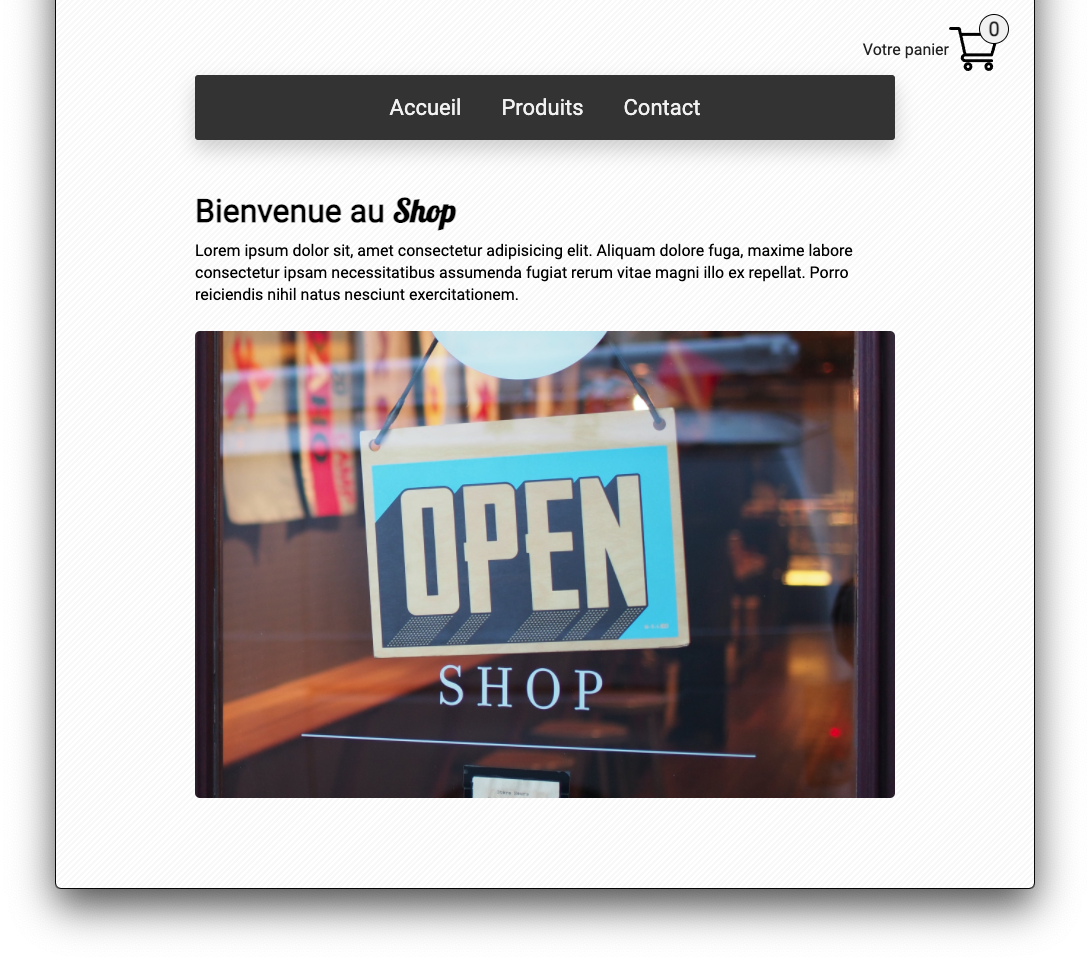 0
Votre panier
Accueil Produits Contact
Bienvenue au Shop
Lorem ipsum dolor sit, amet consectetur adipisicing elit. Aliquam dolore fuga, maxime labore
consectetur ipsam necessitatibus assumenda fugiat rerum vitae magni illo ex repellat. Porro
reiciendis nihil natus nesciunt exercitationem.
OPEN
SHOP